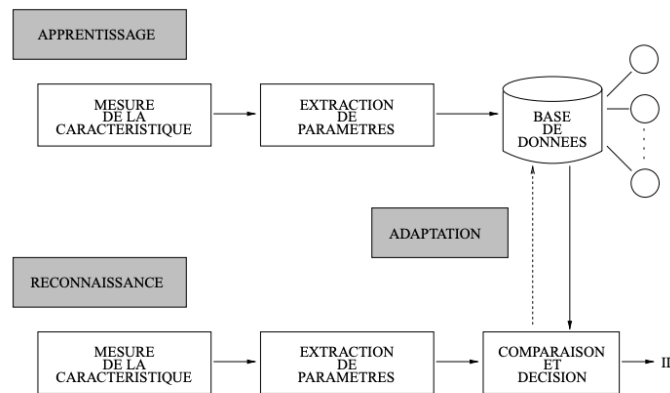 APPRENTISSAGE
MESURE
DE LA
CARACTERISTIQUE
EXTRACTION
DE
PARAMETRES
BASE
DE
DONNEES
ADAPTATION
RECONNAISSANCE
MESURE
DE LA
CARACTERISTIQUE
EXTRACTION
DE
PARAMETRES
COMPARAISON
ET
DECISION